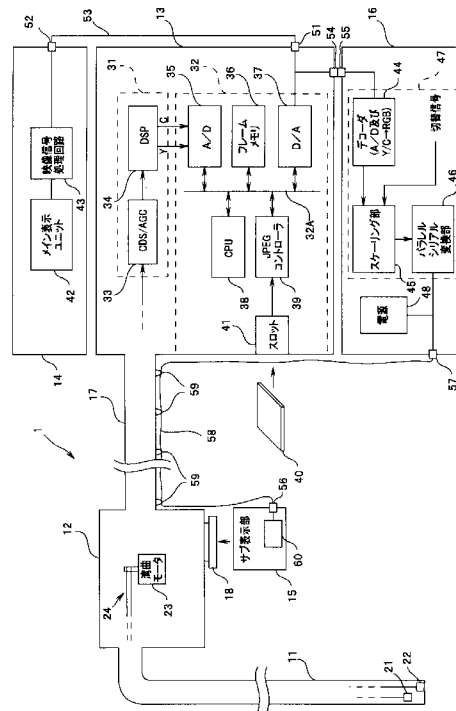 53
52
14
映像信号
処理回路
43
メイン表示
ユニット
42
13
51
54
55
31
32
35
36
37
DSP
C
Y
A/D
フレーム
メモリ
D/A
34
CDS/AGC
33
32A
CPU
JPEG
コントローラ
38
39
41
スロット
16
47
44
デコーダ
(A/D及び
Y/C→RGB)
切替信号
46
スケーリング部
パラレル
シリアル
変換部
45
48
電源
57
1
17
59
58
59
40
12
24
湾曲
モータ
23
18
56
サブ表示部
60
15
11
21
22